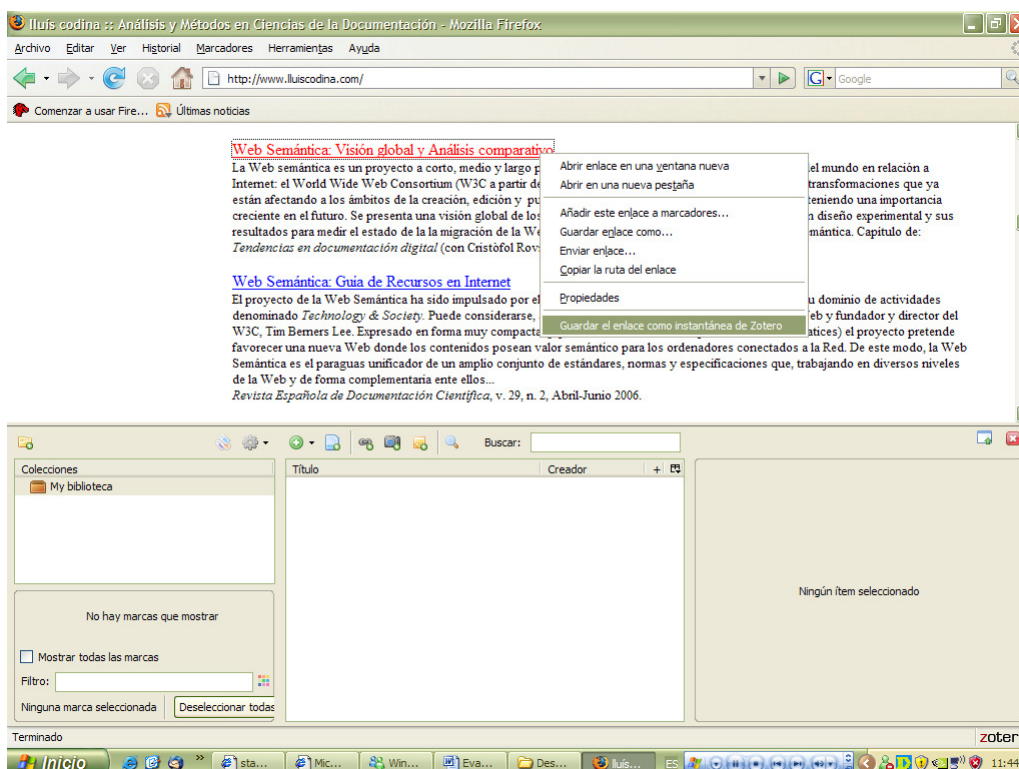 lluís codina :: Análisis y Métodos en Ciencias de la Documentación - Mozilla Firefox
Archivo Editar Ver Historial Marcadores Herramientas Ayuda
http://www.lluiscodina.com/
G Google
Comenzar a usar Fire... Últimas noticias
Web Semántica: Visión global y Análisis comparativo
La Web semántica es un proyecto a corto, medio y largo p el mundo en relación a
Internet: el World Wide Web Consortium (W3C a partir de transformaciones que ya
están afectando a los ámbitos de la creación, edición y pu teniendo una importancia
creciente en el futuro. Se presenta una visión global de los n diseño experimental y sus
resultados para medir el estado de la la migración de la We mántica. Capitulo de:
Tendencias en documentación digital (con Cristòfol Rov
Abrir enlace en una ventana nueva
Abrir en una nueva pestaña
Añadir este enlace a marcadores...
Guardar enlace como...
Enviar enlace...
Copiar la ruta del enlace
Propiedades
Guardar el enlace como instantánea de Zotero
Web Semántica: Guía de Recursos en Internet
El proyecto de la Web Semántica ha sido impulsado por el u dominio de actividades
denominado Technology & Society. Puede considerarse, eb y fundador y director del
W3C, Tim Berners Lee. Expresado en forma muy compacta atices) el proyecto pretende
favorecer una nueva Web donde los contenidos posean valor semántico para los ordenadores conectados a la Red. De este modo, la Web
Semántica es el paraguas unificador de un amplio conjunto de estándares, normas y especificaciones que, trabajando en diversos niveles
de la Web y de forma complementaria ente ellos...
Revista Española de Documentación Científica, v. 29, n. 2, Abril-Junio 2006.
Buscar:
Colecciones
My biblioteca
Título Creador
Ningún ítem seleccionado
No hay marcas que mostrar
Mostrar todas las marcas
Filtro:
Ninguna marca seleccionada Deseleccionar todas
Terminado zoter
Inicio » sta... Mic... Win... Eva... Des... lluís... ES 11:44